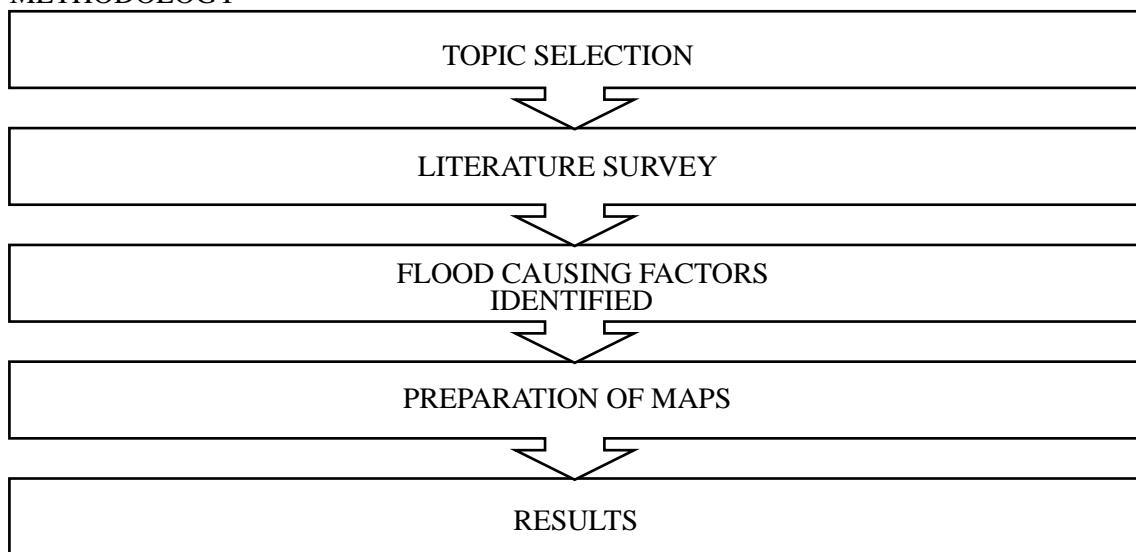 METHODOLOGY
TOPIC SELECTION
LITERATURE SURVEY
FLOOD CAUSING FACTORS
IDENTIFIED
PREPARATION OF MAPS
RESULTS